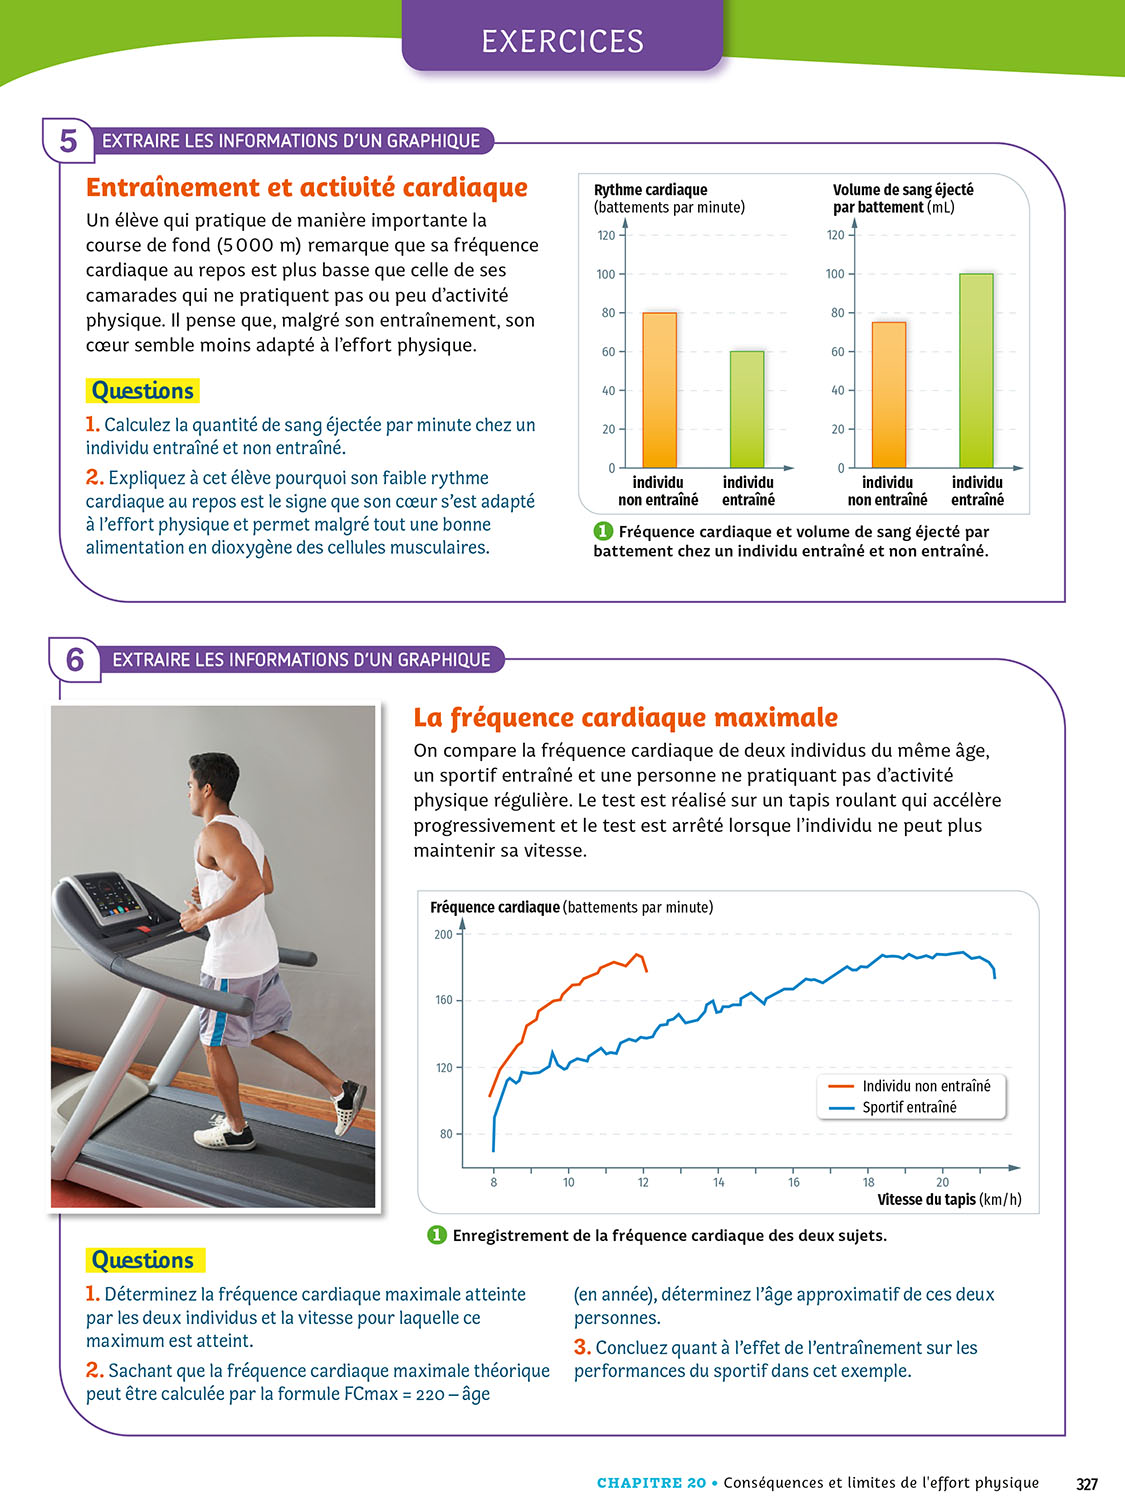 EXERCICES
5
EXTRAIRE LES INFORMATIONS D'UN GRAPHIQUE
Entraînement et activité cardiaque
Un élève qui pratique de manière importante la
course de fond (5 000 m) remarque que sa fréquence
cardiaque au repos est plus basse que celle de ses
camarades qui ne pratiquent pas ou peu d'activité
physique. Il pense que, malgré son entraînement, son
cœur semble moins adapté à l'effort physique.
Questions
1. Calculez la quantité de sang éjectée par minute chez un
individu entraîné et non entraîné.
2. Expliquez à cet élève pourquoi son faible rythme
cardiaque au repos est le signe que son cœur s'est adapté
à l'effort physique et permet malgré tout une bonne
alimentation en dioxygène des cellules musculaires.
Rythme cardiaque
(battements par minute)
120
100
80
60
40
20
0
individu
non entraîné
individu
entraîné
Volume de sang éjecté
par battement (mL)
120
100
80
60
40
20
0
individu
non entraîné
individu
entraîné
1 Fréquence cardiaque et volume de sang éjecté par
battement chez un individu entraîné et non entraîné.
6
EXTRAIRE LES INFORMATIONS D'UN GRAPHIQUE
La fréquence cardiaque maximale
On compare la fréquence cardiaque de deux individus du même âge,
un sportif entraîné et une personne ne pratiquant pas d'activité
physique régulière. Le test est réalisé sur un tapis roulant qui accélère
progressivement et le test est arrêté lorsque l'individu ne peut plus
maintenir sa vitesse.
Fréquence cardiaque (battements par minute)
200
160
120
80
Individu non entraîné
Sportif entraîné
8 10 12 14 16 18 20
Vitesse du tapis (km/h)
1 Enregistrement de la fréquence cardiaque des deux sujets.
Questions
1. Déterminez la fréquence cardiaque maximale atteinte
par les deux individus et la vitesse pour laquelle ce
maximum est atteint.
2. Sachant que la fréquence cardiaque maximale théorique
peut être calculée par la formule FCmax = 220 – âge
(en année), déterminez l'âge approximatif de ces deux
personnes.
3. Concluez quant à l'effet de l'entraînement sur les
performances du sportif dans cet exemple.
CHAPITRE 20 • Conséquences et limites de l'effort physique 327